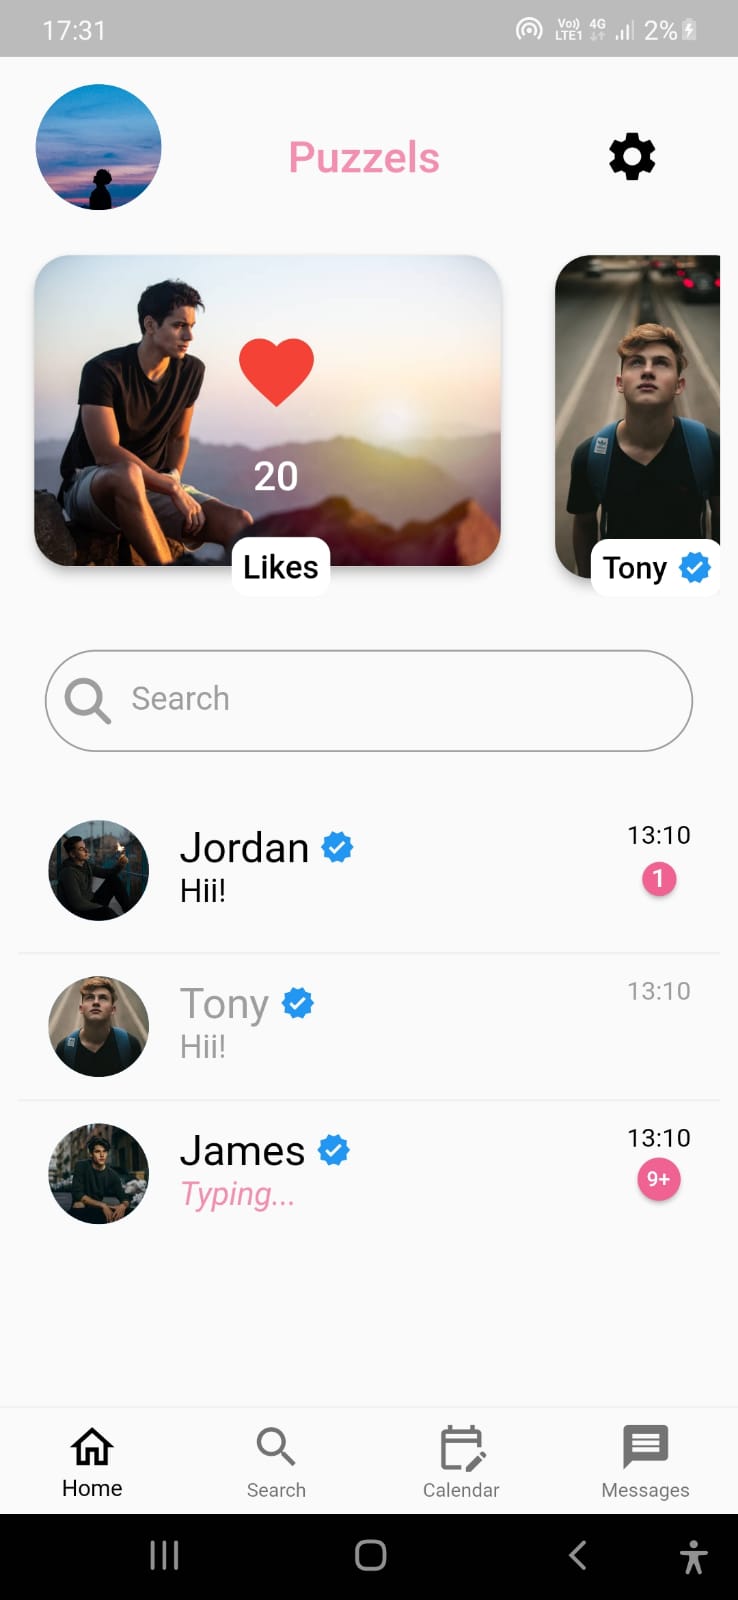 17:31
Vo)) 4G 2%
LTE1
Puzzels
20
Likes
Tony
Search
Jordan
13:10
Hii!
1
Tony
13:10
Hii!
James
13:10
Typing...
9+
Home
Search
Calendar
Messages